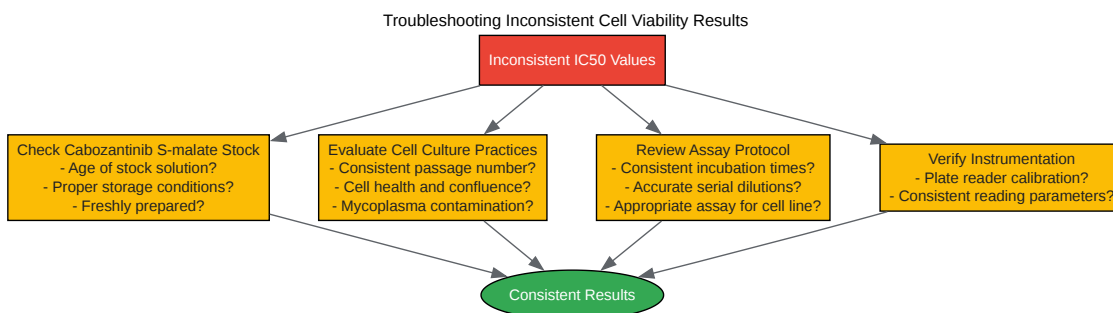 Troubleshooting Inconsistent Cell Viability Results
Inconsistent IC50 Values
Check Cabozantinib S-malate Stock
- Age of stock solution?
- Proper storage conditions?
- Freshly prepared?
Evaluate Cell Culture Practices
- Consistent passage number?
- Cell health and confluence?
- Mycoplasma contamination?
Review Assay Protocol
- Consistent incubation times?
- Accurate serial dilutions?
- Appropriate assay for cell line?
Verify Instrumentation
- Plate reader calibration?
- Consistent reading parameters?
Consistent Results